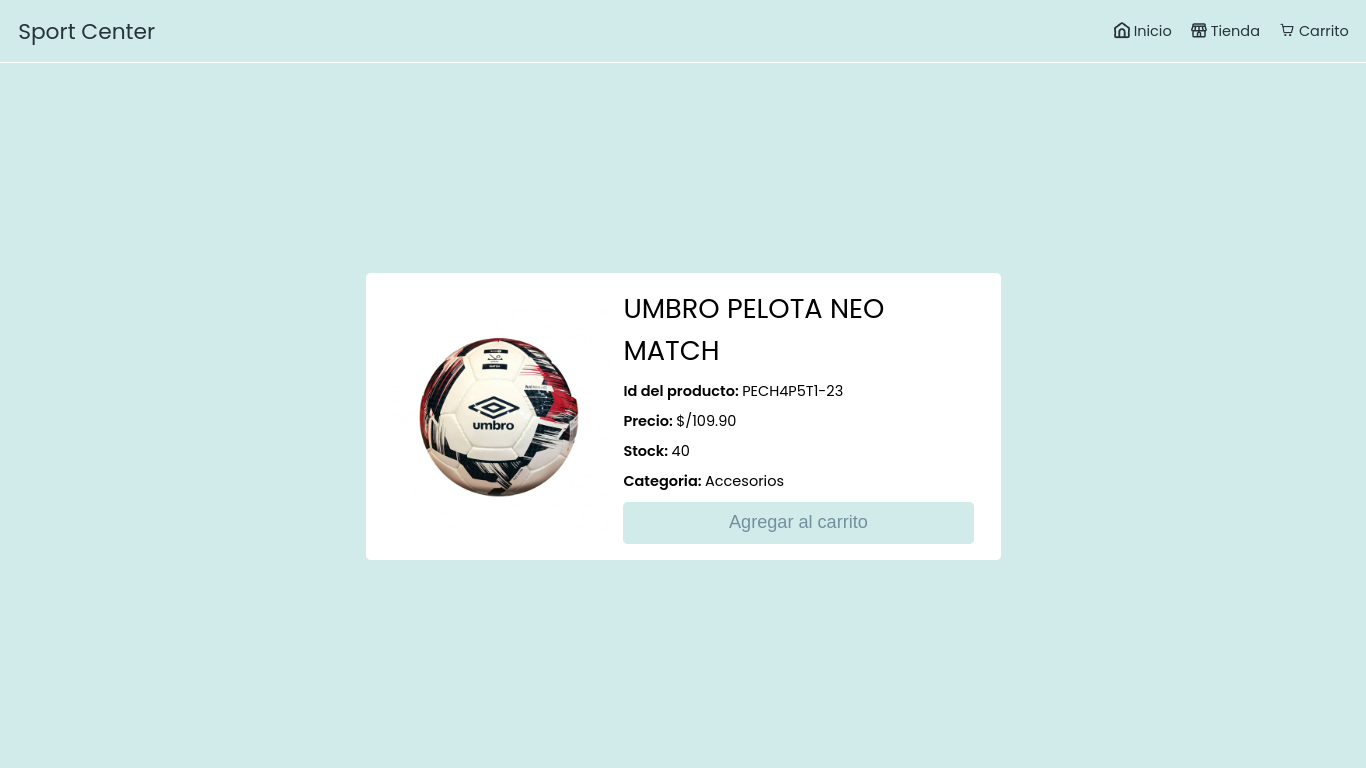 Sport Center
Inicio
Tienda
Carrito
UMBRO PELOTA NEO
MATCH
Id del producto: PECH4P5T1-23
Precio: $/109.90
Stock: 40
Categoria: Accesorios
Agregar al carrito
umbro